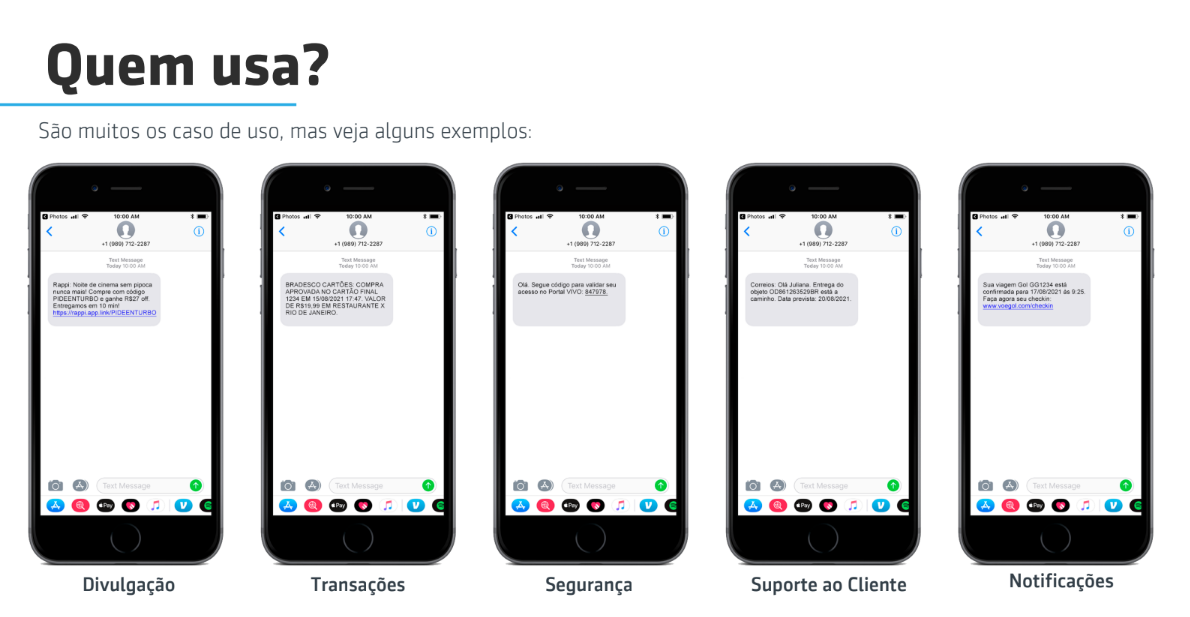 Quem usa?
São muitos os caso de uso, mas veja alguns exemplos:
Photos
10:00 AM
+1 (989) 712-2287
Text Message
Today 10:00 AM
Rappi: Noite de cinema sem pipoca
nunca mais! Compre com código
PIDEENTURBO e ganhe R$27 off.
Entregamos em 10 min!
https://rappi.app.link/PIDEENTURBO
Text Message
Pay
Divulgação
Photos
10:00 AM
+1 (989) 712-2287
Text Message
Today 10:00 AM
BRADESCO CARTÕES: COMPRA
APROVADA NO CARTÃO FINAL
1234 EM 15/08/2021 17:47. VALOR
DE R$19,99 EM RESTAURANTE X.
RIO DE JANEIRO.
Text Message
Pay
Transações
Photos
10:00 AM
+1 (989) 712-2287
Text Message
Today 10:00 AM
Olá. Segue código para validar seu
acesso no Portal VIVO: 847978.
Text Message
Pay
Segurança
Photos
10:00 AM
+1 (989) 712-2287
Text Message
Today 10:00 AM
Correios: Olá Juliana. Entrega do
objeto OD861263529BR está a
caminho. Data prevista: 20/08/2021.
Text Message
Pay
Suporte ao Cliente
Photos
10:00 AM
+1 (989) 712-2287
Text Message
Today 10:00 AM
Sua viagem Gol GG1234 está
confirmada para 17/08/2021 às 9:25.
Faça agora seu checkin:
www.voegol.com/checkin
Text Message
Pay
Notificações